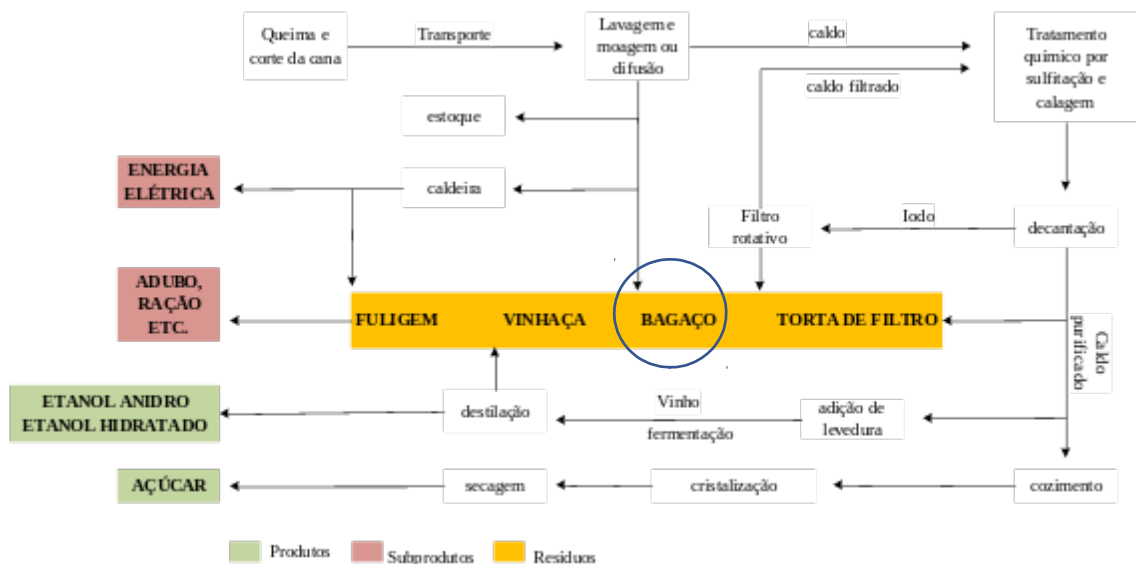 Queima e
corte da cana
Transporte
Lavagem e
moagem ou
difusão
caldo
caldo filtrado
Tratamento
químico por
sulfitação e
calagem
estoque
ENERGIA
ELÉTRICA
caldeira
Filtro
rotativo
Iodo
decantação
ADUBO,
RAÇÃO
ETC.
FULIGEM
VINHAÇA
BAGAÇO
TORTA DE FILTRO
Caldo
purificado
ETANOL ANIDRO
ETANOL HIDRATADO
destilação
Vinho
fermentação
adição de
levedura
AÇÚCAR
secagem
cristalização
cozimento
Produtos
Subprodutos
Resíduos